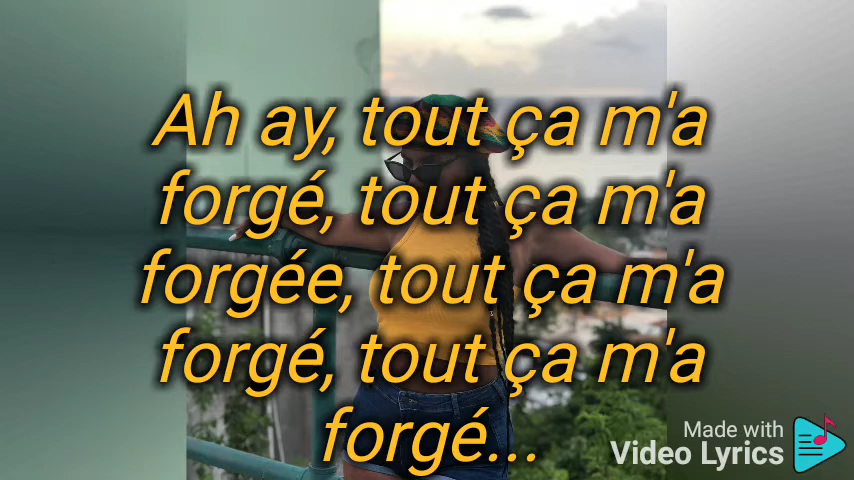 Ah ay, tout ça m'a
forgé, tout ça m'a
forgée, tout ça m'a
forgé, tout ça m'a
forgé...
Made with
Video Lyrics